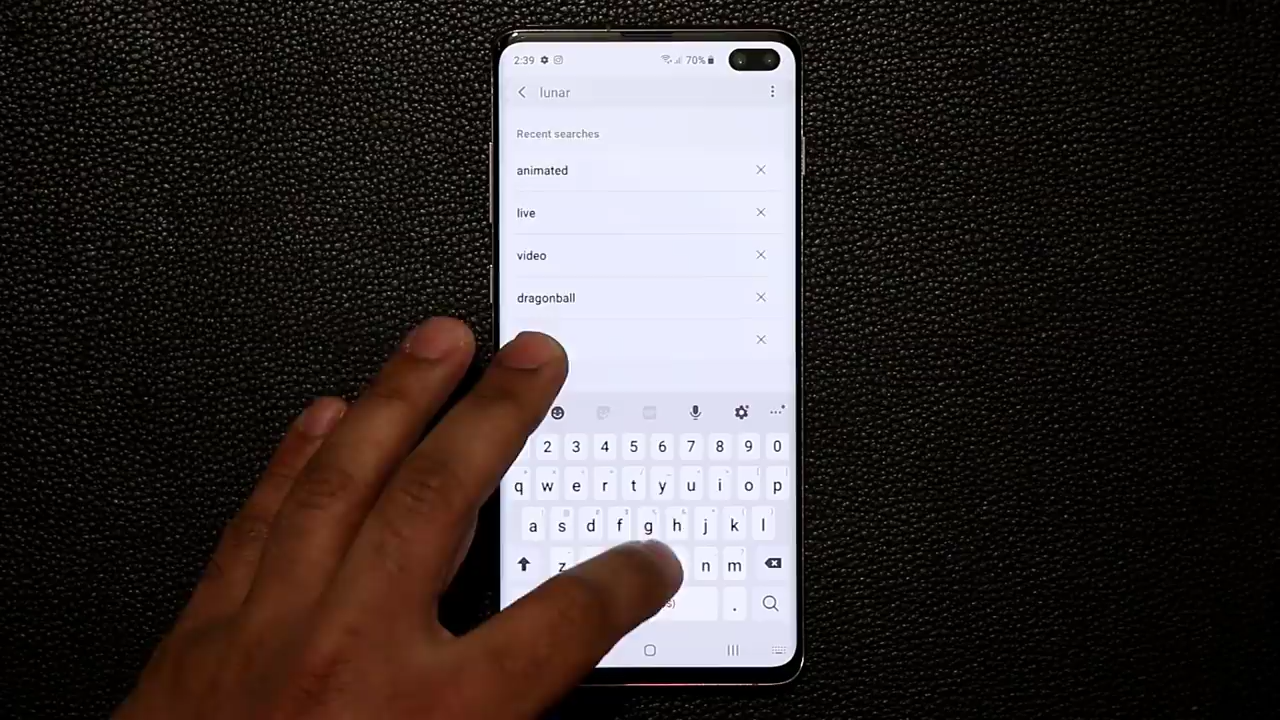 2:39 70%
lunar
Recent searches
animated
live
video
dragonball
2 3 4 5 6 7 8 9 0
q w e r t y u i o p
a s d f g h j k l
z n m
.